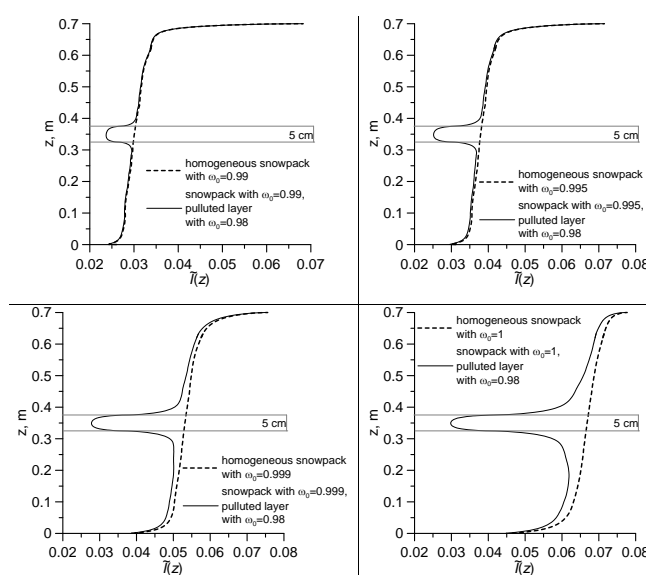 0.7
0.6
0.5
0.4
0.3
0.2
0.1
0
z, m
5 cm
homogeneous snowpack
with ω0=0.99
snowpack with ω0=0.99,
pulluted layer
with ω0=0.98
0.02 0.03 0.04 0.05 0.06 0.07
Ĩ(z)
0.7
0.6
0.5
0.4
0.3
0.2
0.1
0
z, m
5 cm
homogeneous snowpack
with ω0=0.995
snowpack with ω0=0.995,
pulluted layer
with ω0=0.98
0.02 0.03 0.04 0.05 0.06 0.07 0.08
Ĩ(z)
0.7
0.6
0.5
0.4
0.3
0.2
0.1
0
z, m
5 cm
homogeneous snowpack
with ω0=0.999
snowpack with ω0=0.999,
pulluted layer
with ω0=0.98
0.02 0.03 0.04 0.05 0.06 0.07 0.08
Ĩ(z)
0.7
0.6
0.5
0.4
0.3
0.2
0.1
0
z, m
homogeneous snowpack
with ω0=1
snowpack with ω0=1,
pulluted layer
with ω0=0.98
5 cm
0.02 0.03 0.04 0.05 0.06 0.07 0.08
Ĩ(z)